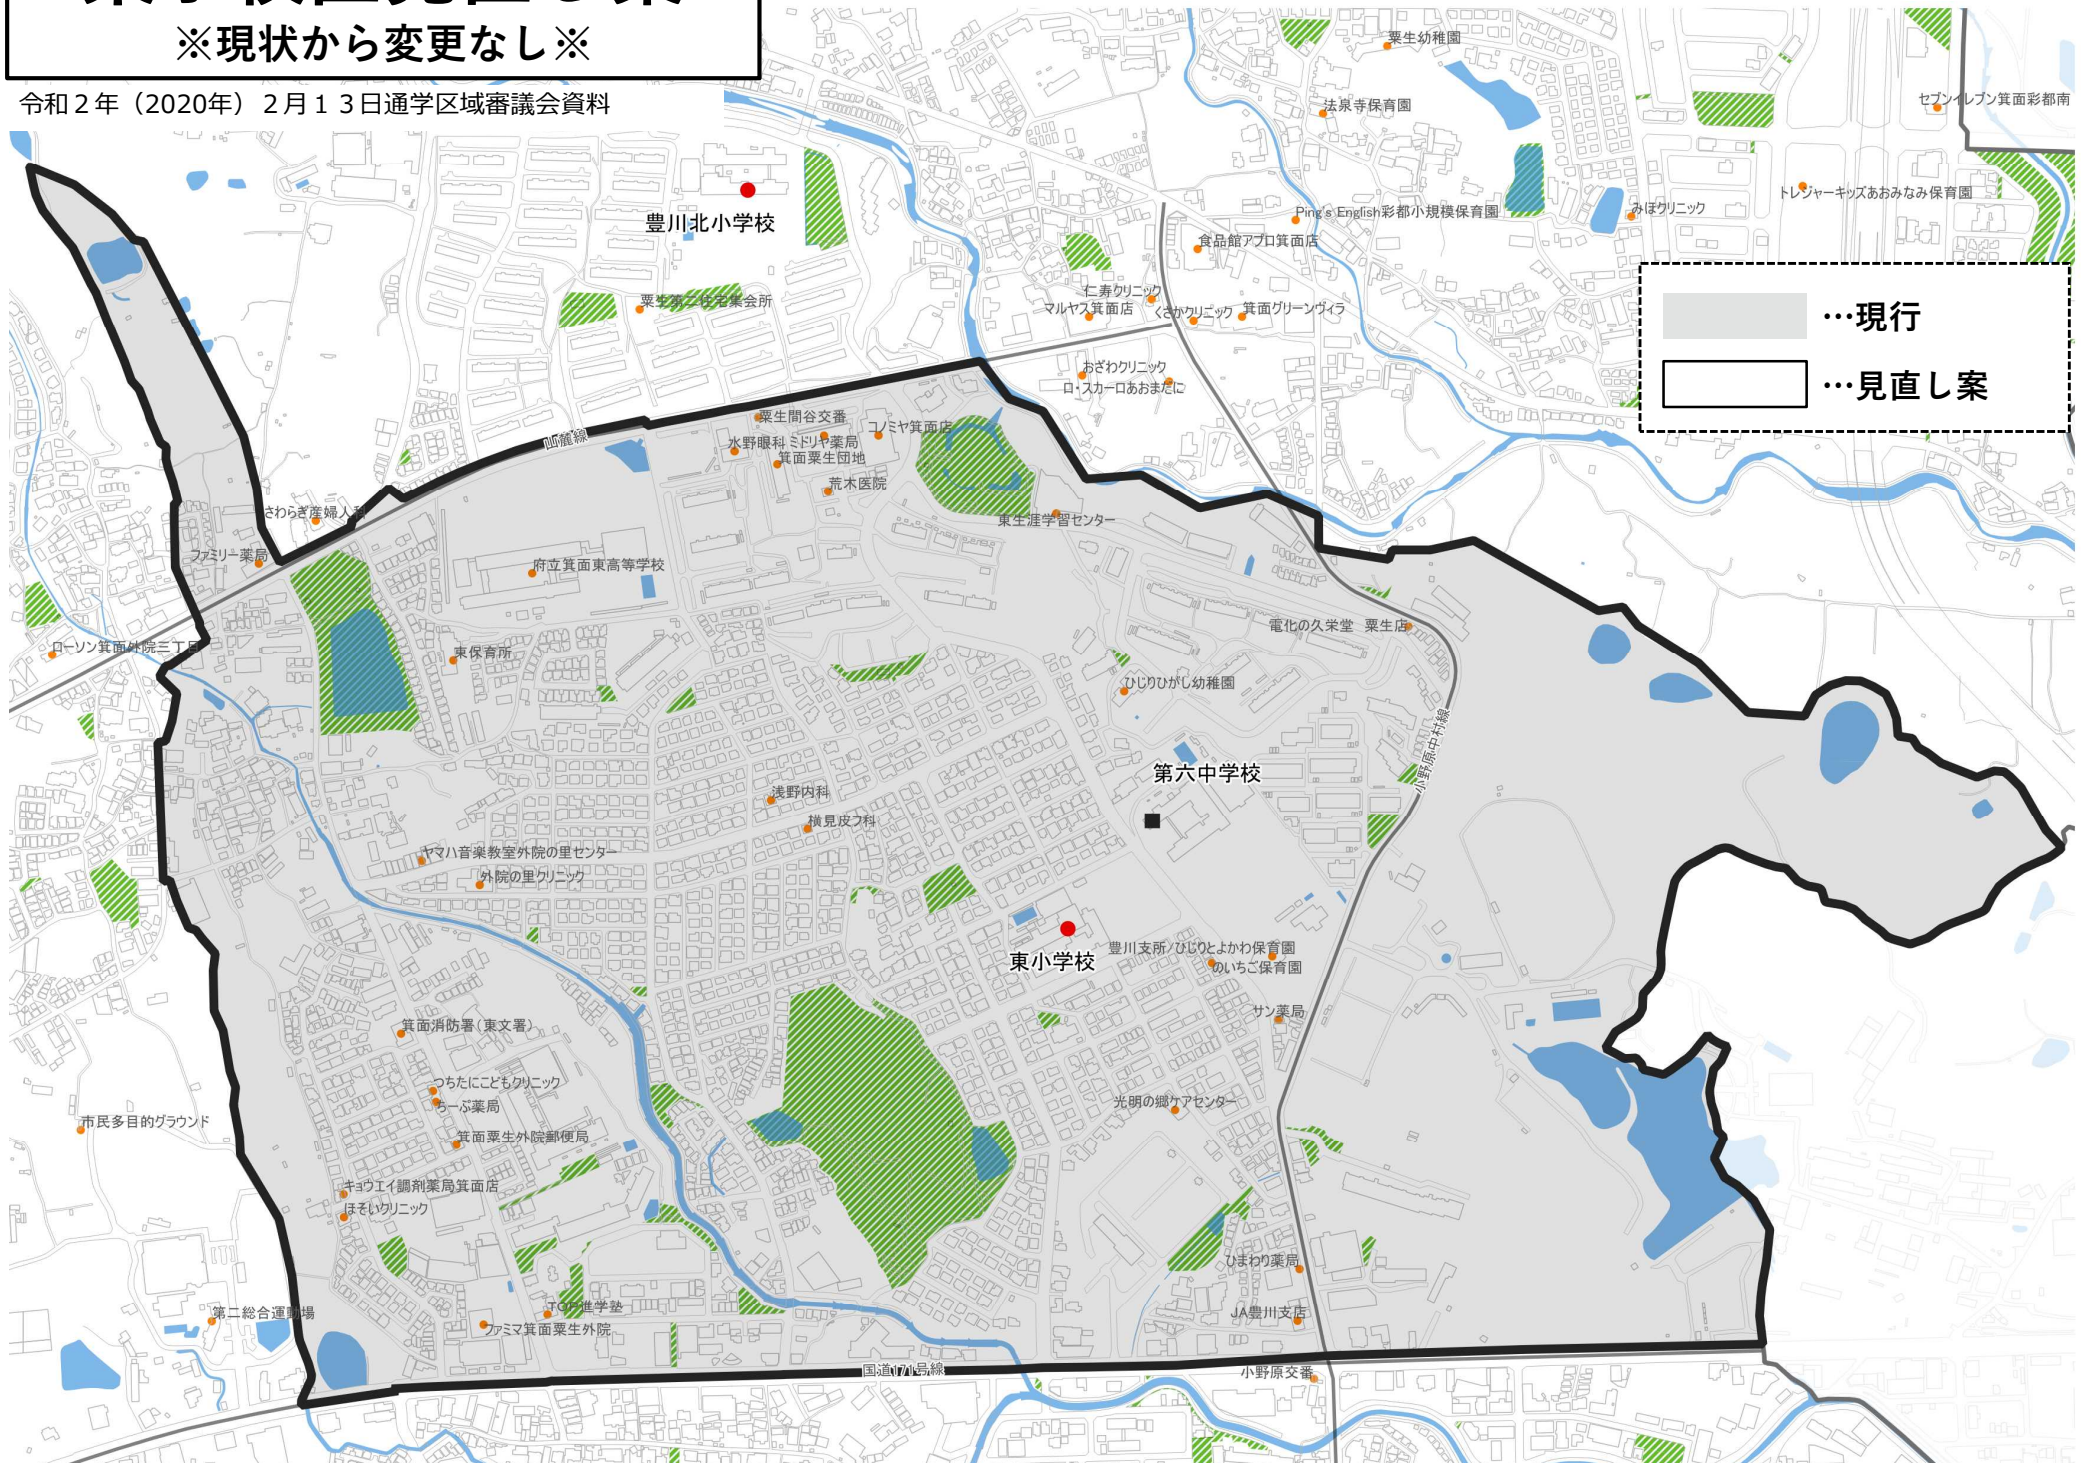 ※現状から変更なし※
令和２年（2020年）２月１３日通学区域審議会資料
粟生幼稚園
法泉寺保育園
セブンイレブン箕面彩都南
豊川北小学校
Ping's English彩都小規模保育園
みほクリニック
トレジャーキッズあおみなみ保育園
食品館アプロ箕面店
粟生第二住宅集会所
仁寿クリニック
マルヤス箕面店
くさかクリニック
箕面グリーンヴィラ
…現行
…見直し案
おざわクリニック
ロ・スカーロあおまだに
山麓線
粟生間谷交番
コノミヤ箕面店
水野眼科
ミドリヤ薬局
箕面粟生団地
荒木医院
さわらぎ産婦人科
東生涯学習センター
ファミリー薬局
府立箕面東高等学校
電化の久栄堂　粟生店
ローソン箕面外院三丁目
東保育所
ひじりひがし幼稚園
小野原中村線
第六中学校
浅野内科
横見皮フ科
ヤマハ音楽教室外院の里センター
外院の里クリニック
東小学校
豊川支所/ひじりとよかわ保育園
のいちご保育園
サン薬局
箕面消防署（東文署）
つちたにこどもクリニック
ちーぷ薬局
光明の郷ケアセンター
市民多目的グラウンド
箕面粟生外院郵便局
キョウエイ調剤薬局箕面店
ほそいクリニック
ひまわり薬局
第二総合運動場
TOP進学塾
ファミマ箕面粟生外院
JA豊川支店
国道171号線
小野原交番